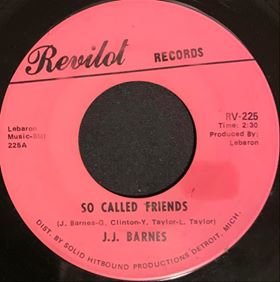 Revilot
RECORDS
RV-225
Time: 2:30
Produced By:
Lebaron
Lebaron
Music-BMI
225A
SO CALLED FRIENDS
(J. Barnes-G. Clinton-Y. Taylor-L. Taylor)
J.J. BARNES
DIST. BY SOLID HITBOUND PRODUCTIONS DETROIT, MICH.